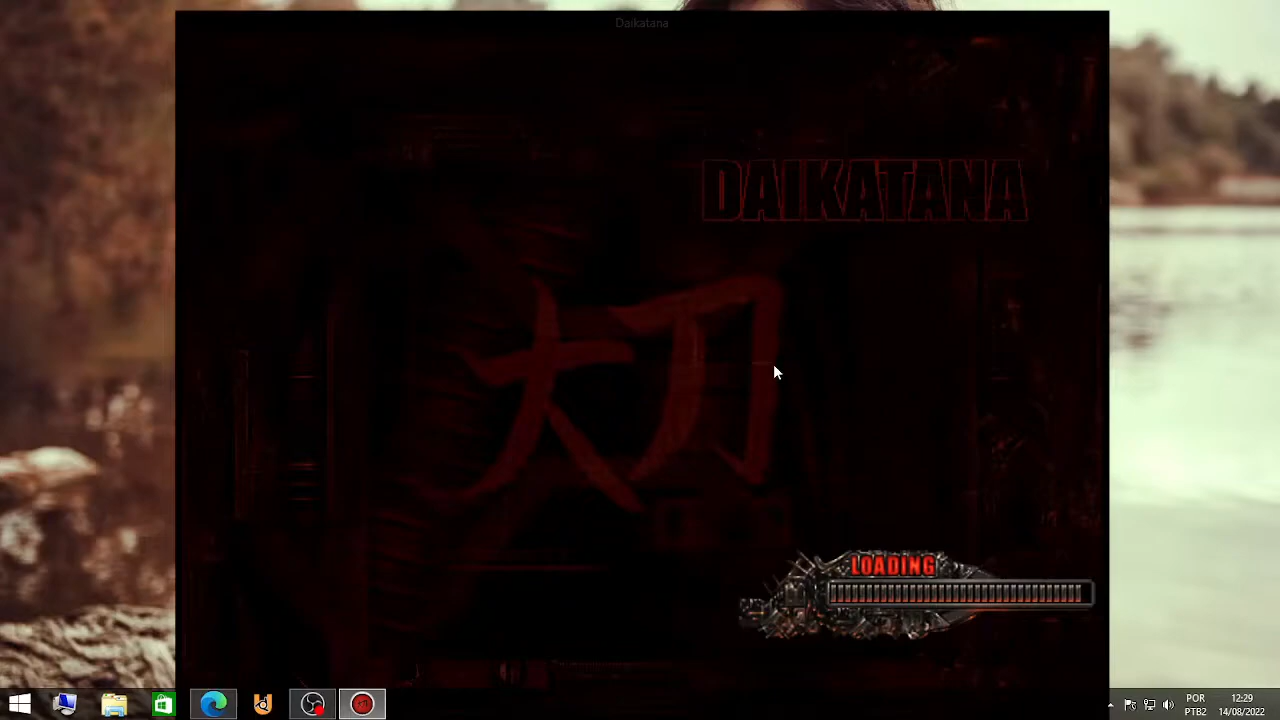 Daikatana
DAIKATANA
大刀
LOADING
POR
PTB2
12:29
14/08/2022